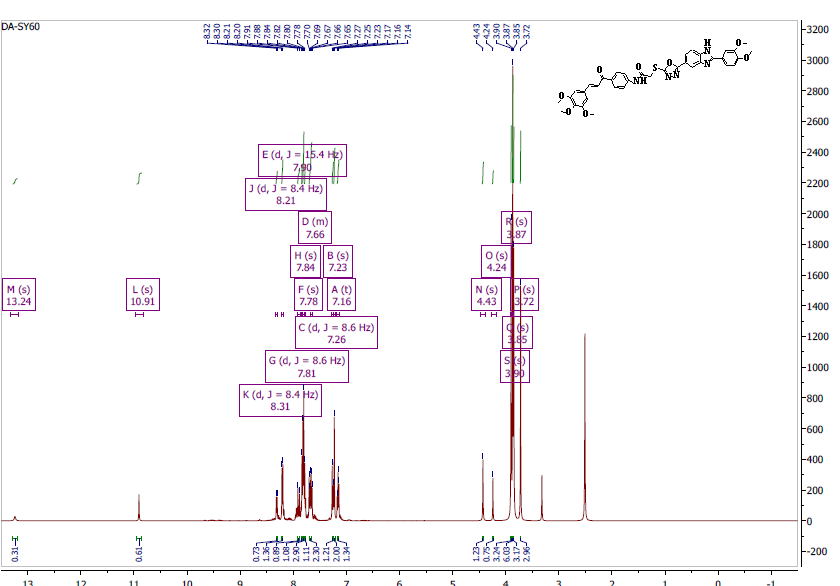 DA-SY60
8.32
8.30
8.21
8.20
7.91
7.88
7.84
7.82
7.80
7.78
7.70
7.69
7.67
7.66
7.65
7.27
7.25
7.23
7.17
7.16
7.14
4.43
4.24
3.90
3.87
3.85
3.72
O
O
O
O
NH
O
S
O
N
N
H
N
N
O
O
E (d, J = 15.4 Hz)
7.90
J (d, J = 8.4 Hz)
8.21
D (m)
7.66
R (s)
3.87
H (s)
7.84
B (s)
7.23
O (s)
4.24
M (s)
13.24
L (s)
10.91
F (s)
7.78
A (t)
7.16
N (s)
4.43
P (s)
3.72
C (d, J = 8.6 Hz)
7.26
Q (s)
3.85
G (d, J = 8.6 Hz)
7.81
S (s)
3.90
K (d, J = 8.4 Hz)
8.31
3200
3000
2800
2600
2400
2200
2000
1800
1600
1400
1200
1000
800
600
400
200
0
-200
0.31
0.61
0.73
1.36
0.89
1.08
2.90
1.11
2.30
1.21
2.00
1.34
1.23
0.75
3.24
6.03
3.17
2.96
13 12 11 10 9 8 7 6 5 4 3 2 1 0 -1